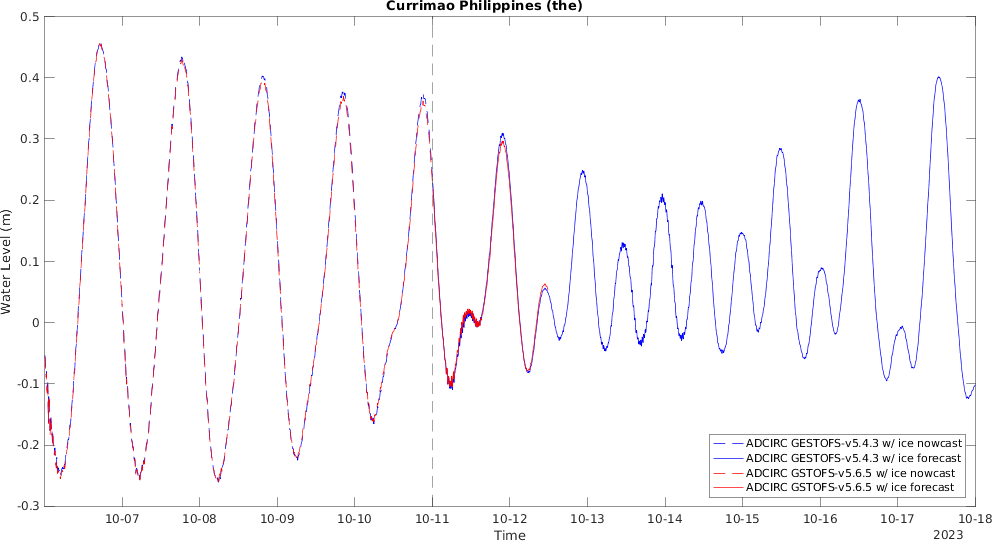 Currimao Philippines (the)
0.5
0.4
0.3
0.2
0.1
0
-0.1
-0.2
-0.3
Water Level (m)
10-07 10-08 10-09 10-10 10-11 10-12 10-13 10-14 10-15 10-16 10-17 10-18
Time
2023
ADCIRC GESTOFS-v5.4.3 w/ ice nowcast
ADCIRC GESTOFS-v5.4.3 w/ ice forecast
ADCIRC GSTOFS-v5.6.5 w/ ice nowcast
ADCIRC GSTOFS-v5.6.5 w/ ice forecast